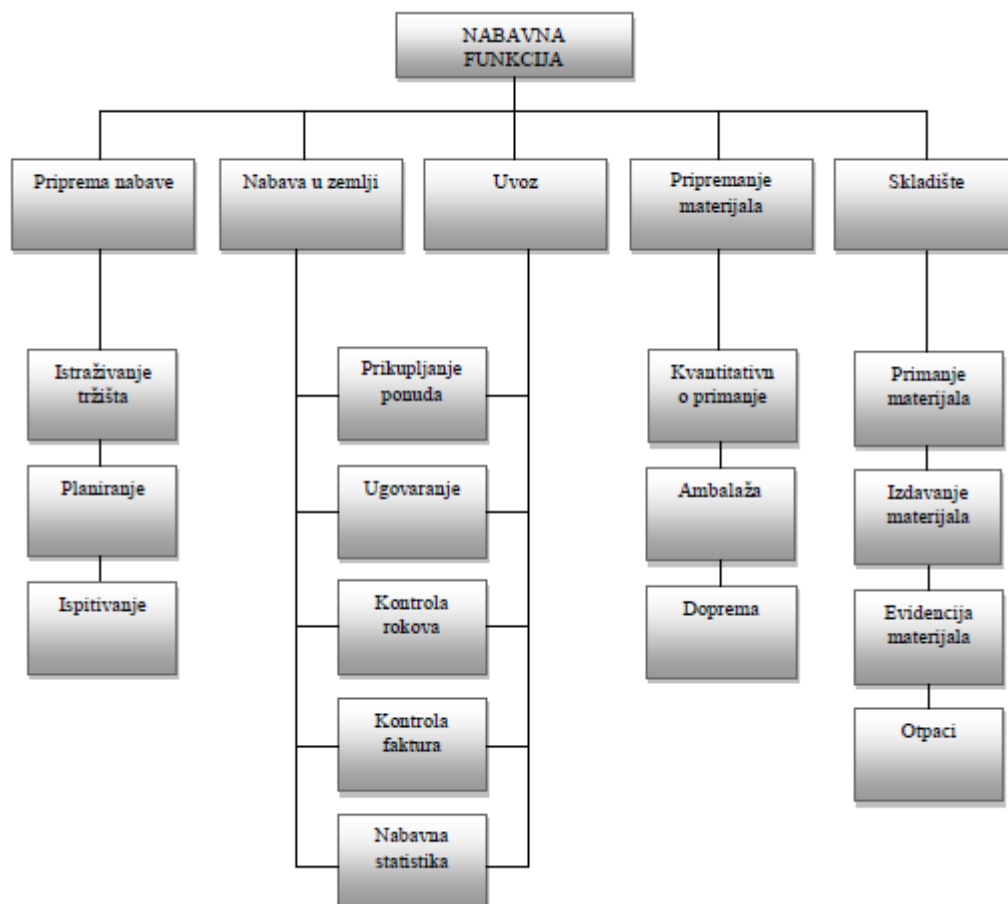 NABAVNA
FUNKCIJA
Priprema nabave
Nabava u zemlji
Uvoz
Pripremanje
materijala
Skladište
Istraživanje
tržišta
Planiranje
Ispitivanje
Prikupljanje
ponuda
Ugovaranje
Kontrola
rokova
Kontrola
faktura
Nabavna
statistika
Kvantitativn
o primanje
Ambalaža
Doprema
Primanje
materijala
Izdavanje
materijala
Evidencija
materijala
Otpaci